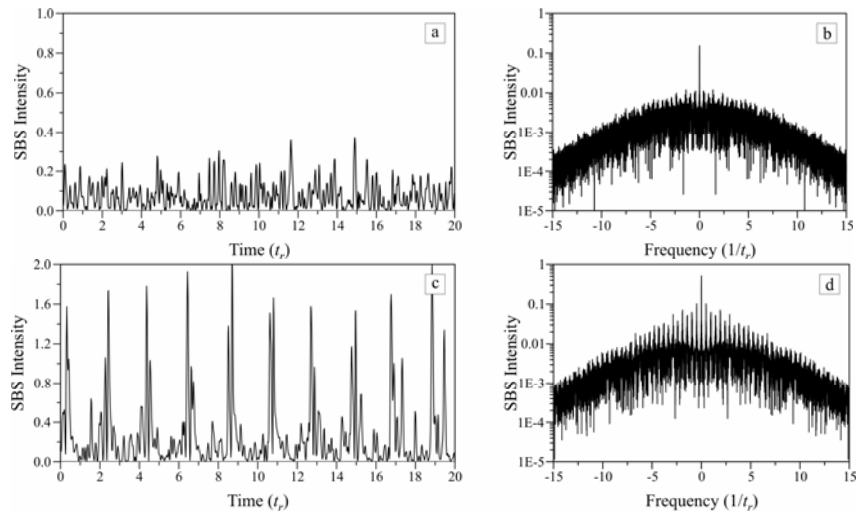 a
SBS Intensity
1.0
0.8
0.6
0.4
0.2
0.0
0 2 4 6 8 10 12 14 16 18 20
Time (tr)
b
SBS Intensity
1
0.1
0.01
1E-3
1E-4
1E-5
-15 -10 -5 0 5 10 15
Frequency (1/tr)
c
SBS Intensity
2.0
1.6
1.2
0.8
0.4
0.0
0 2 4 6 8 10 12 14 16 18 20
Time (tr)
d
SBS Intensity
1
0.1
0.01
1E-3
1E-4
1E-5
-15 -10 -5 0 5 10 15
Frequency (1/tr)